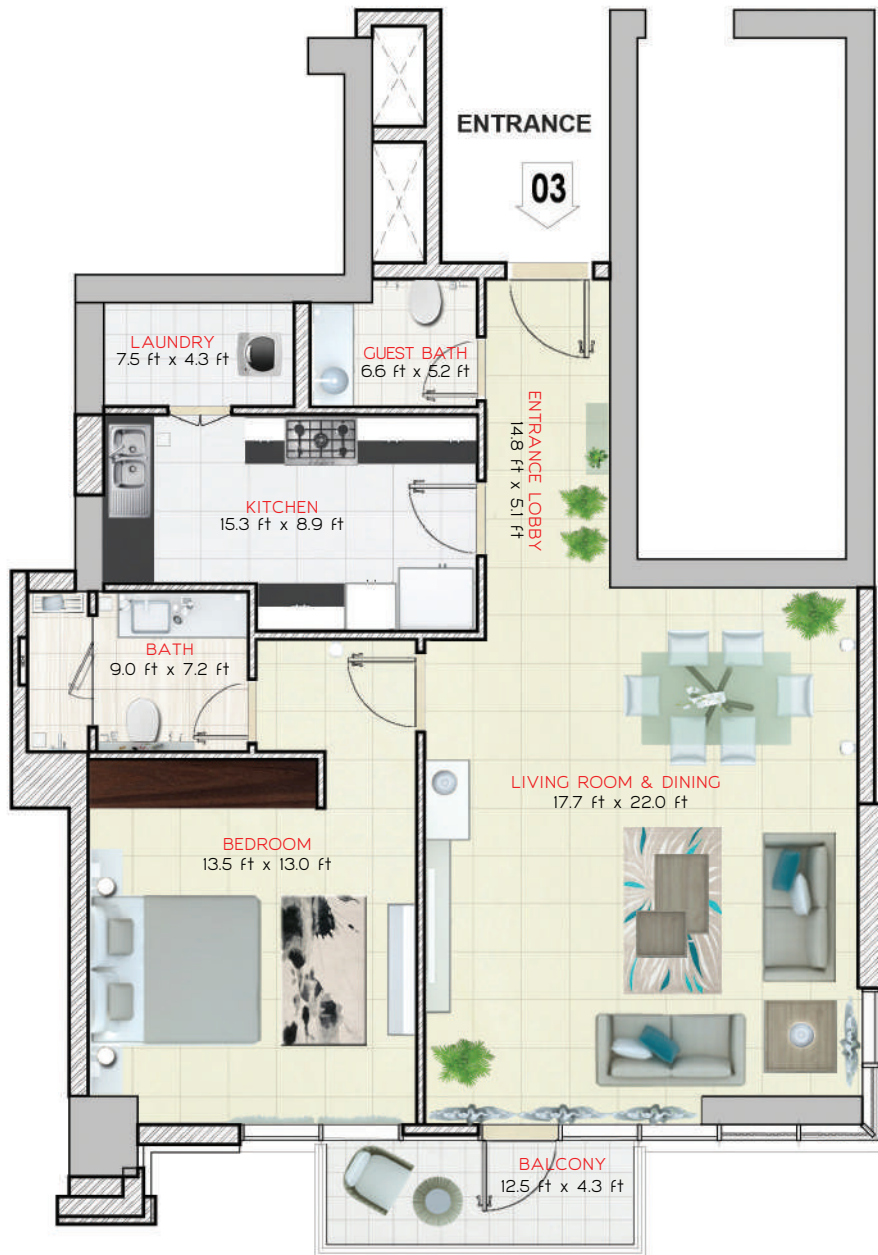 ENTRANCE
03
LAUNDRY
7.5 ft x 4.3 ft
GUEST BATH
6.6 ft x 5.2 ft
ENTRANCE LOBBY
14.8 ft x 5.1 ft
KITCHEN
15.3 ft x 8.9 ft
BATH
9.0 ft x 7.2 ft
LIVING ROOM & DINING
17.7 ft x 22.0 ft
BEDROOM
13.5 ft x 13.0 ft
BALCONY
12.5 ft x 4.3 ft